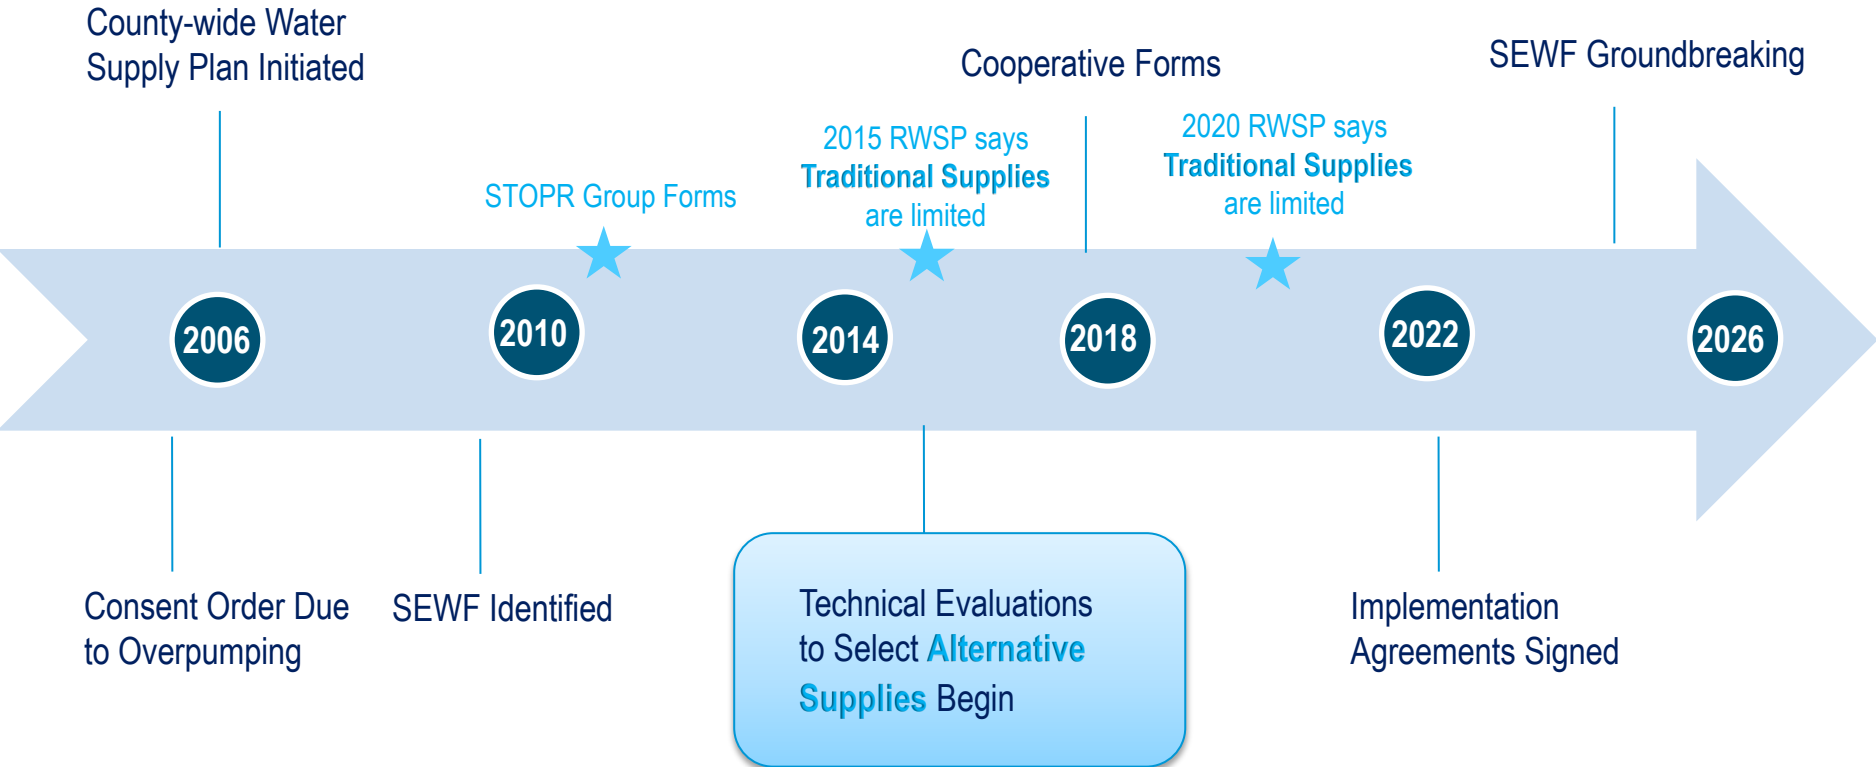 County-wide Water
Supply Plan Initiated
Cooperative Forms
SEWF Groundbreaking
STOPR Group Forms
2015 RWSP says
Traditional Supplies
are limited
2020 RWSP says
Traditional Supplies
are limited
2006
2010
2014
2018
2022
2026
Consent Order Due
to Overpumping
SEWF Identified
Technical Evaluations
to Select Alternative
Supplies Begin
Implementation
Agreements Signed